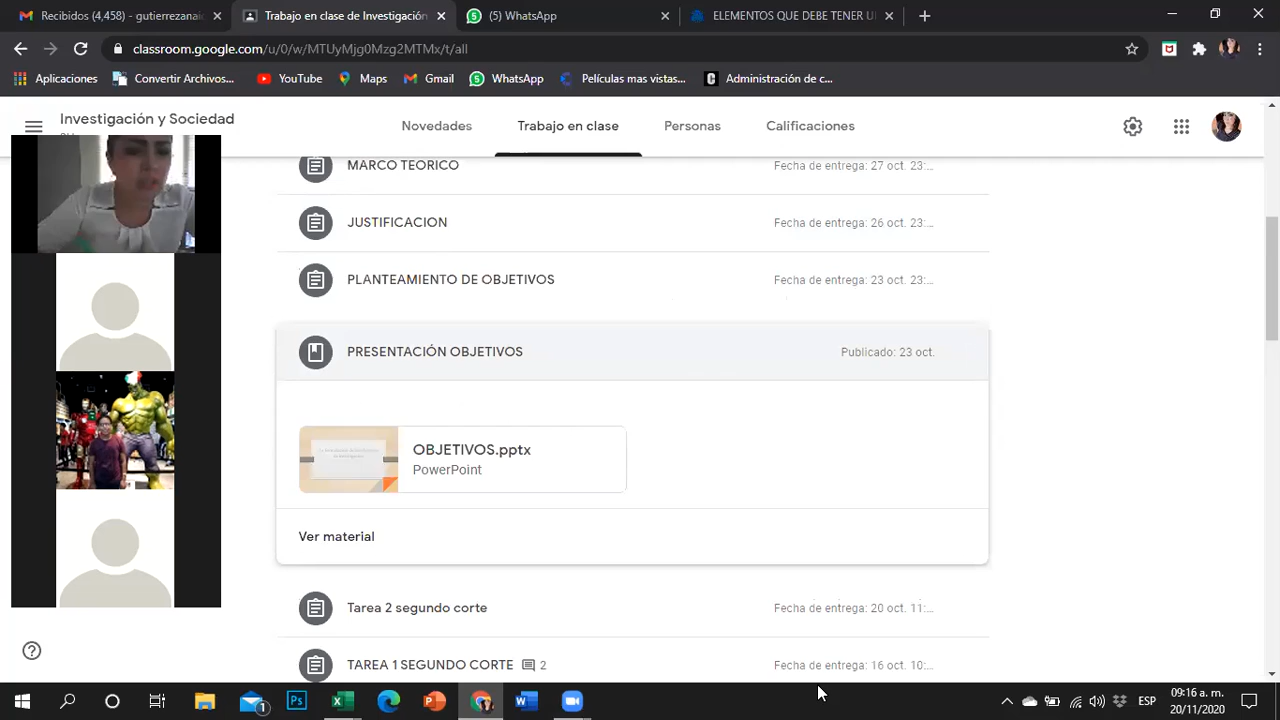 Recibidos (4,458) - gutierrezanaic
Trabajo en clase de Investigación
(5) WhatsApp
ELEMENTOS QUE DEBE TENER U
classroom.google.com/u/0/w/MTUyMjg0Mzg2MTMx/t/all
Aplicaciones
Convertir Archivos...
YouTube
Maps
Gmail
WhatsApp
Películas mas vistas...
Administración de c...
Investigación y Sociedad
Novedades
Trabajo en clase
Personas
Calificaciones
MARCO TEORICO
Fecha de entrega: 27 oct. 23:...
JUSTIFICACION
Fecha de entrega: 26 oct. 23:...
PLANTEAMIENTO DE OBJETIVOS
Fecha de entrega: 23 oct. 23:...
PRESENTACIÓN OBJETIVOS
Publicado: 23 oct.
OBJETIVOS.pptx
PowerPoint
Ver material
Tarea 2 segundo corte
Fecha de entrega: 20 oct. 11:...
TAREA 1 SEGUNDO CORTE 2
Fecha de entrega: 16 oct. 10:...
ESP
09:16 a. m.
20/11/2020